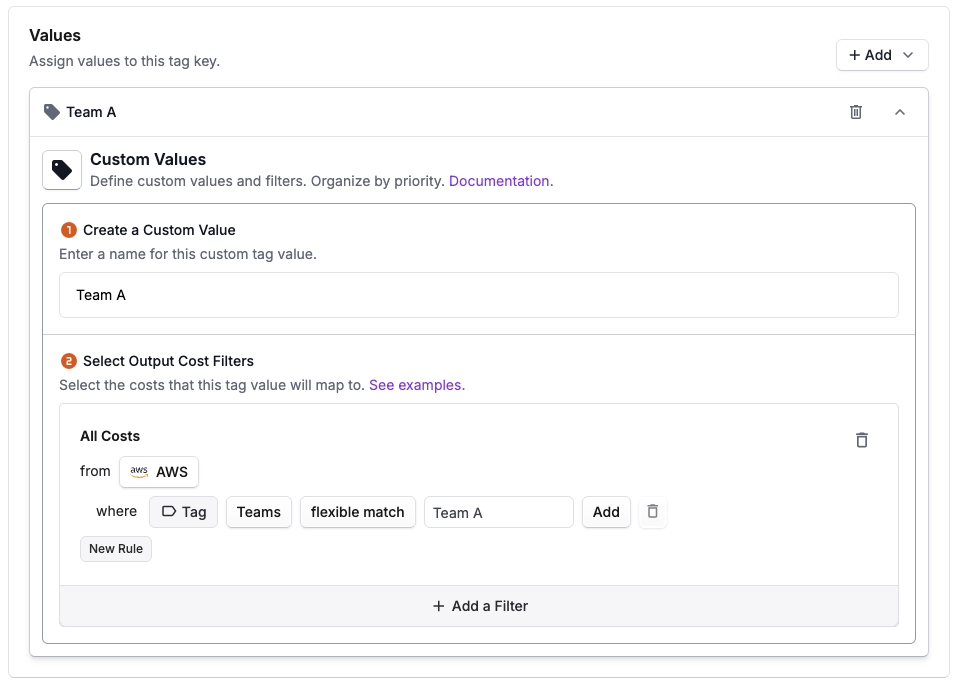 Values
Assign values to this tag key.
+ Add
Team A
Custom Values
Define custom values and filters. Organize by priority. Documentation.
1 Create a Custom Value
Enter a name for this custom tag value.
Team A
2 Select Output Cost Filters
Select the costs that this tag value will map to. See examples.
All Costs
from aws AWS
where Tag Teams flexible match Team A Add
New Rule
+ Add a Filter